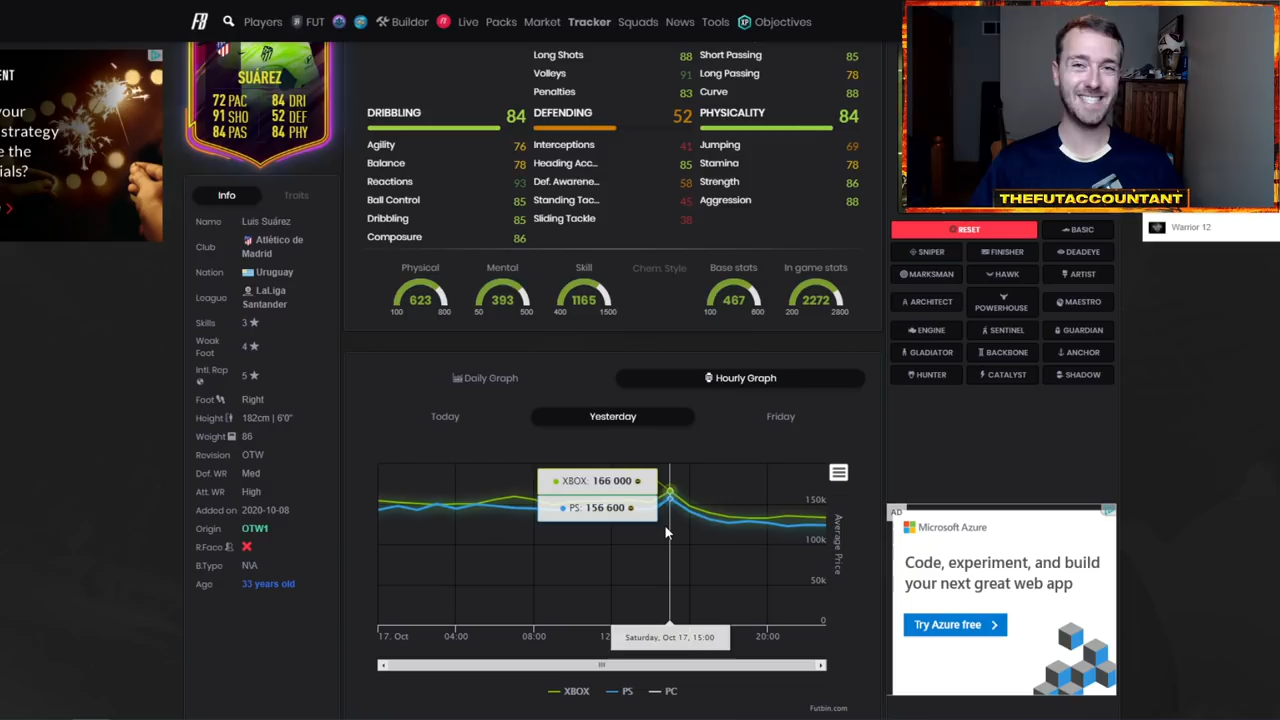 Players
FUT
Builder
Live
Packs
Market
Tracker
Squads
News
Tools
Objectives
THEFUTACCOUNTANT
Warrior 12
ENT
your
strategy
e the
ials?
SUÁREZ
72 PAC 84 DRI
91 SHO 52 DEF
84 PAS 84 PHY
Long Shots 88
Volleys 91
Penalties 83
Short Passing 85
Long Passing 78
Curve 88
DRIBBLING 84
Agility 76
Balance 78
Reactions 93
Ball Control 85
Dribbling 85
Composure 86
DEFENDING 52
Interceptions 41
Heading Acc... 85
Def. Awarene... 58
Standing Tac... 45
Sliding Tackle 38
PHYSICALITY 84
Jumping 69
Stamina 78
Strength 86
Aggression 88
Physical
623
100 800
Mental
393
50 500
Skill
1165
400 1500
Chem. Style
Base stats
467
100 600
In game stats
2272
200 2800
Info
Traits
Name Luis Suárez
Club Atlético de
Madrid
Nation Uruguay
League LaLiga
Santander
Skills 3
Weak
Foot 4
Intl. Rep 5
Foot Right
Height 182cm | 6'0"
Weight 86
Revision OTW
Def. WR Med
Att. WR High
Added on 2020-10-08
Origin OTW1
R.Face
B.Type N\A
Age 33 years old
Daily Graph
Hourly Graph
Today
Yesterday
Friday
XBOX: 166 000
PS: 156 600
150k
100k
50k
0
Average Price
17. Oct
04:00
08:00
12
Saturday, Oct 17, 15:00
20:00
XBOX
PS
PC
Futbin.com
RESET
BASIC
SNIPER
FINISHER
DEADEYE
MARKSMAN
HAWK
ARTIST
ARCHITECT
POWERHOUSE
MAESTRO
ENGINE
SENTINEL
GUARDIAN
GLADIATOR
BACKBONE
ANCHOR
HUNTER
CATALYST
SHADOW
AD
Microsoft Azure
Code, experiment, and build
your next great web app
Try Azure free